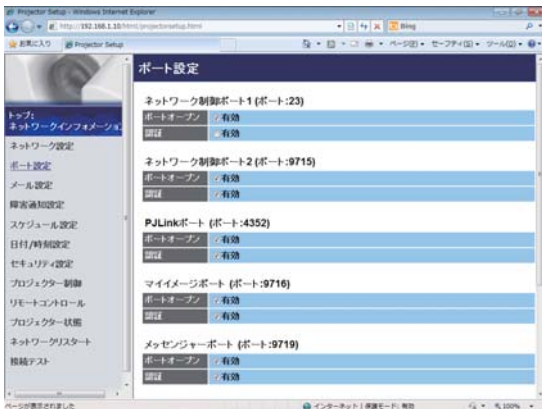 Projector Setup - Windows Internet Explorer
http://192.168.1.10/html/projectorsetup.html
Bing
お気に入り
Projector Setup
ページ(P)
セーフティ(S)
ツール(O)
トップ:
ネットワークインフォメーション
ネットワーク設定
ポート設定
メール設定
障害通知設定
スケジュール設定
日付/時刻設定
セキュリティ設定
プロジェクター制御
リモートコントロール
プロジェクター状態
ネットワークリスタート
接続テスト
ポート設定
ネットワーク制御ポート1 (ポート:23)
ポートオープン 有効
認証 有効
ネットワーク制御ポート2 (ポート:9715)
ポートオープン 有効
認証 有効
PJLinkポート (ポート:4352)
ポートオープン 有効
認証 有効
マイイメージポート (ポート:9716)
ポートオープン 有効
認証 有効
メッセンジャーポート (ポート:9719)
ポートオープン 有効
認証 有効
ページが表示されました
インターネット | 保護モード: 無効
100%